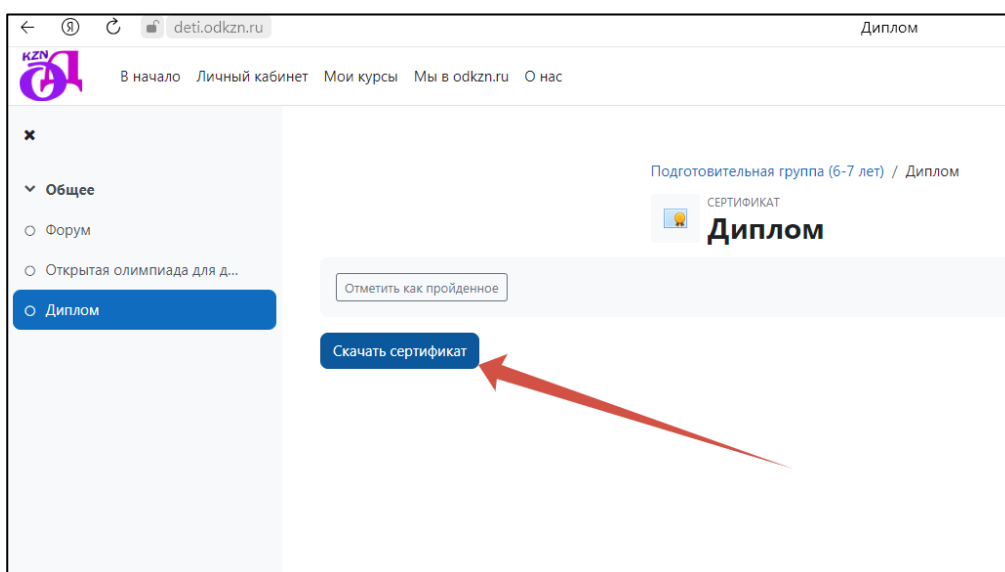 deti.odkzn.ru
Диплом
KZN
В начало Личный кабинет Мои курсы Мы в odkzn.ru О нас
Общее
Форум
Открытая олимпиада для д...
Диплом
Подготовительная группа (6-7 лет) / Диплом
СЕРТИФИКАТ
Диплом
Отметить как пройденное
Скачать сертификат